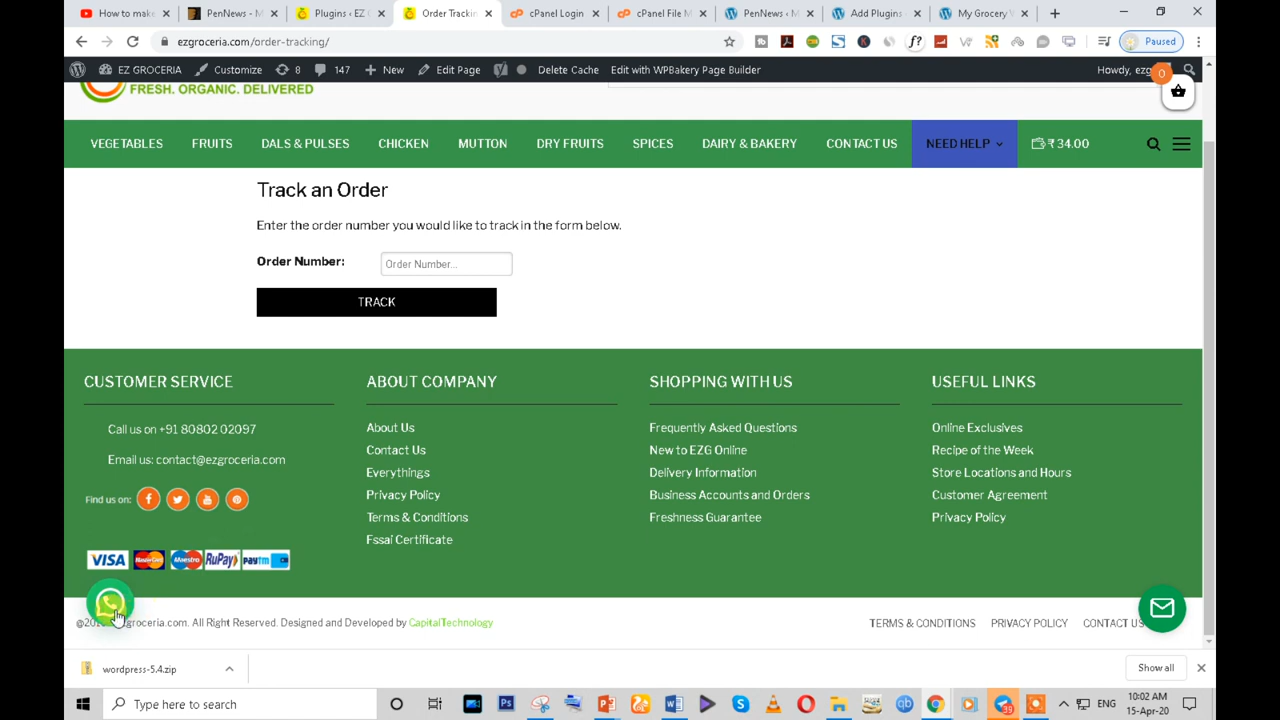 How to make
PenNews - M
Plugins ‹ EZ
Order Trackin
cPanel Login
cPanel File M
PenNews ‹ M
Add Plugins ‹
My Grocery W
ezgroceria.com/order-tracking/
Paused
EZ GROCERIA
Customize
8
147
New
Edit Page
Delete Cache
Edit with WPBakery Page Builder
Howdy, ezg
0
FRESH. ORGANIC. DELIVERED
VEGETABLES FRUITS DALS & PULSES CHICKEN MUTTON DRY FRUITS SPICES DAIRY & BAKERY CONTACT US NEED HELP ₹ 34.00
Track an Order
Enter the order number you would like to track in the form below.
Order Number: Order Number...
TRACK
CUSTOMER SERVICE
Call us on +91 80802 02097
Email us: contact@ezgroceria.com
Find us on:
VISA MasterCard Maestro RuPay paytm
ABOUT COMPANY
About Us
Contact Us
Everythings
Privacy Policy
Terms & Conditions
Fssai Certificate
SHOPPING WITH US
Frequently Asked Questions
New to EZG Online
Delivery Information
Business Accounts and Orders
Freshness Guarantee
USEFUL LINKS
Online Exclusives
Recipe of the Week
Store Locations and Hours
Customer Agreement
Privacy Policy
groceria.com. All Right Reserved. Designed and Developed by CapitalTechnology
TERMS & CONDITIONS PRIVACY POLICY CONTACT US
wordpress-5.4.zip
Show all
Type here to search
39
ENG
10:02 AM
15-Apr-20